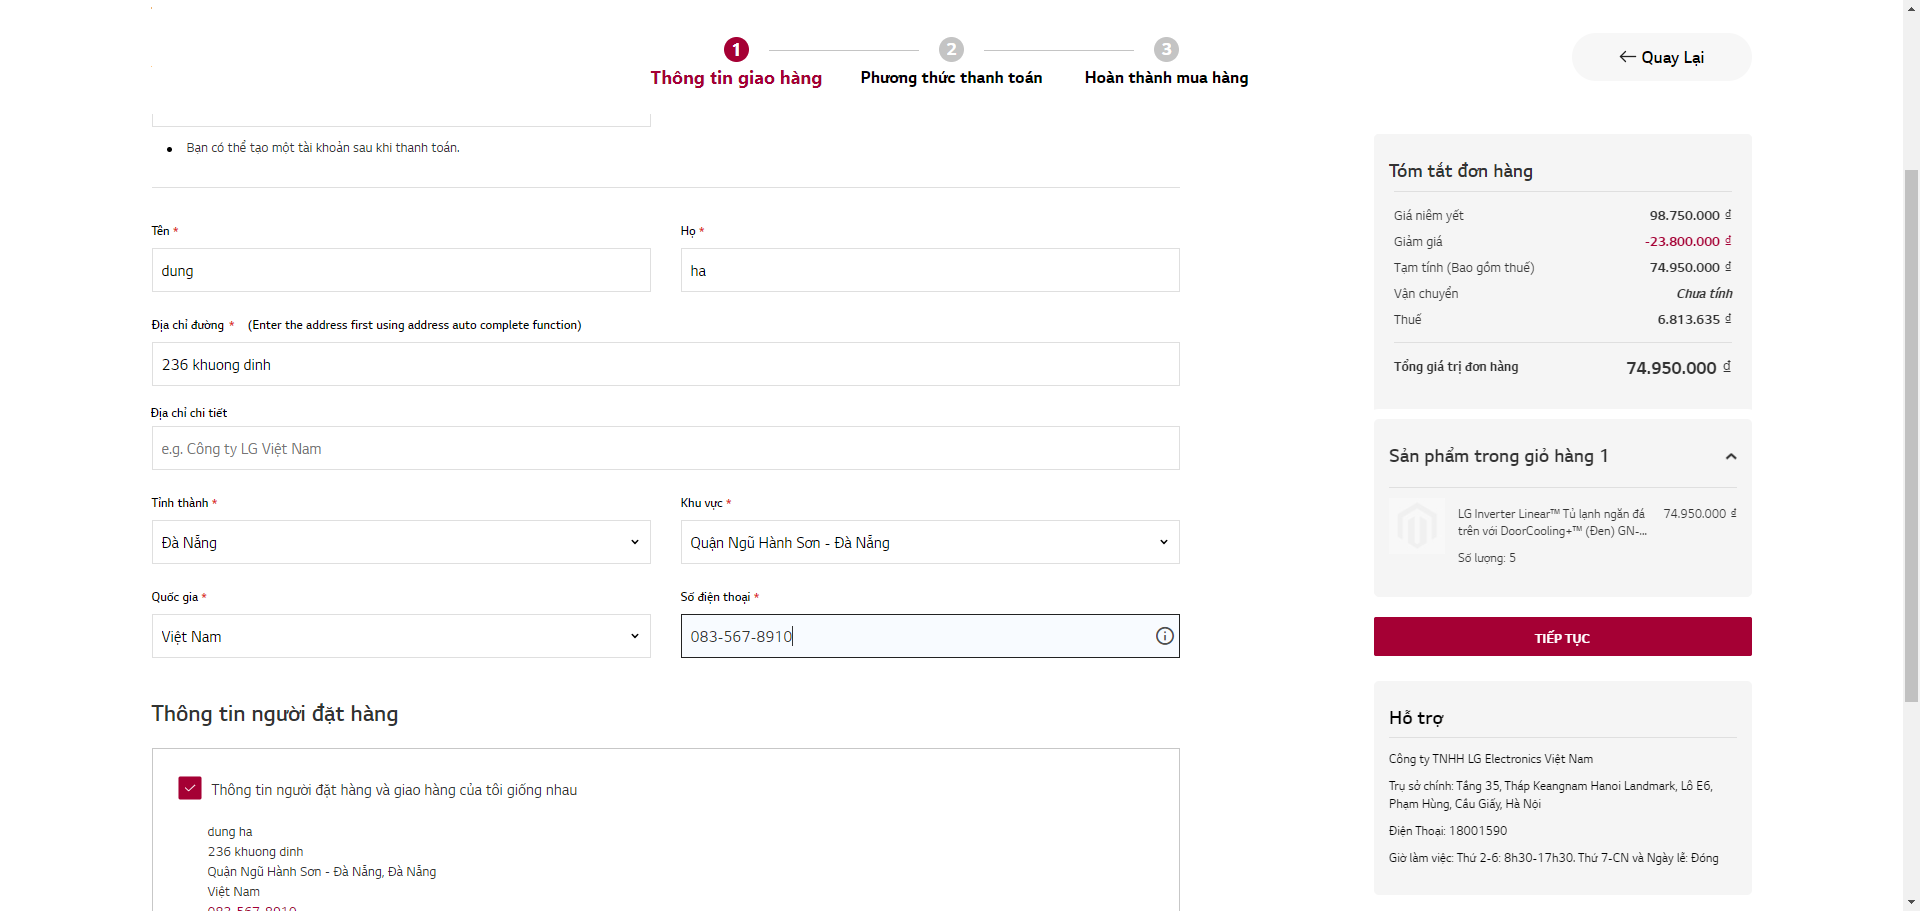 1
2
3
Thông tin giao hàng
Phương thức thanh toán
Hoàn thành mua hàng
← Quay Lại
Bạn có thể tạo một tài khoản sau khi thanh toán.
Tên *
Họ *
dung
ha
Địa chỉ đường * (Enter the address first using address auto complete function)
236 khuong dinh
Địa chỉ chi tiết
e.g. Công ty LG Việt Nam
Tỉnh thành *
Khu vực *
Đà Nẵng
Quận Ngũ Hành Sơn - Đà Nẵng
Quốc gia *
Số điện thoại *
Việt Nam
083-567-8910
Thông tin người đặt hàng
Thông tin người đặt hàng và giao hàng của tôi giống nhau
dung ha
236 khuong dinh
Quận Ngũ Hành Sơn - Đà Nẵng, Đà Nẵng
Việt Nam
083-567-8910
Tóm tắt đơn hàng
Giá niêm yết 98.750.000 ₫
Giảm giá -23.800.000 ₫
Tạm tính (Bao gồm thuế) 74.950.000 ₫
Vận chuyển Chưa tính
Thuế 6.813.635 ₫
Tổng giá trị đơn hàng 74.950.000 ₫
Sản phẩm trong giỏ hàng 1
LG Inverter Linear™ Tủ lạnh ngăn đá 74.950.000 ₫
trên với DoorCooling+™ (Đen) GN-...
Số lượng: 5
TIẾP TỤC
Hỗ trợ
Công ty TNHH LG Electronics Việt Nam
Trụ sở chính: Tầng 35, Tháp Keangnam Hanoi Landmark, Lô E6,
Phạm Hùng, Cầu Giấy, Hà Nội
Điện Thoại: 18001590
Giờ làm việc: Thứ 2-6: 8h30-17h30. Thứ 7-CN và Ngày lễ: Đóng